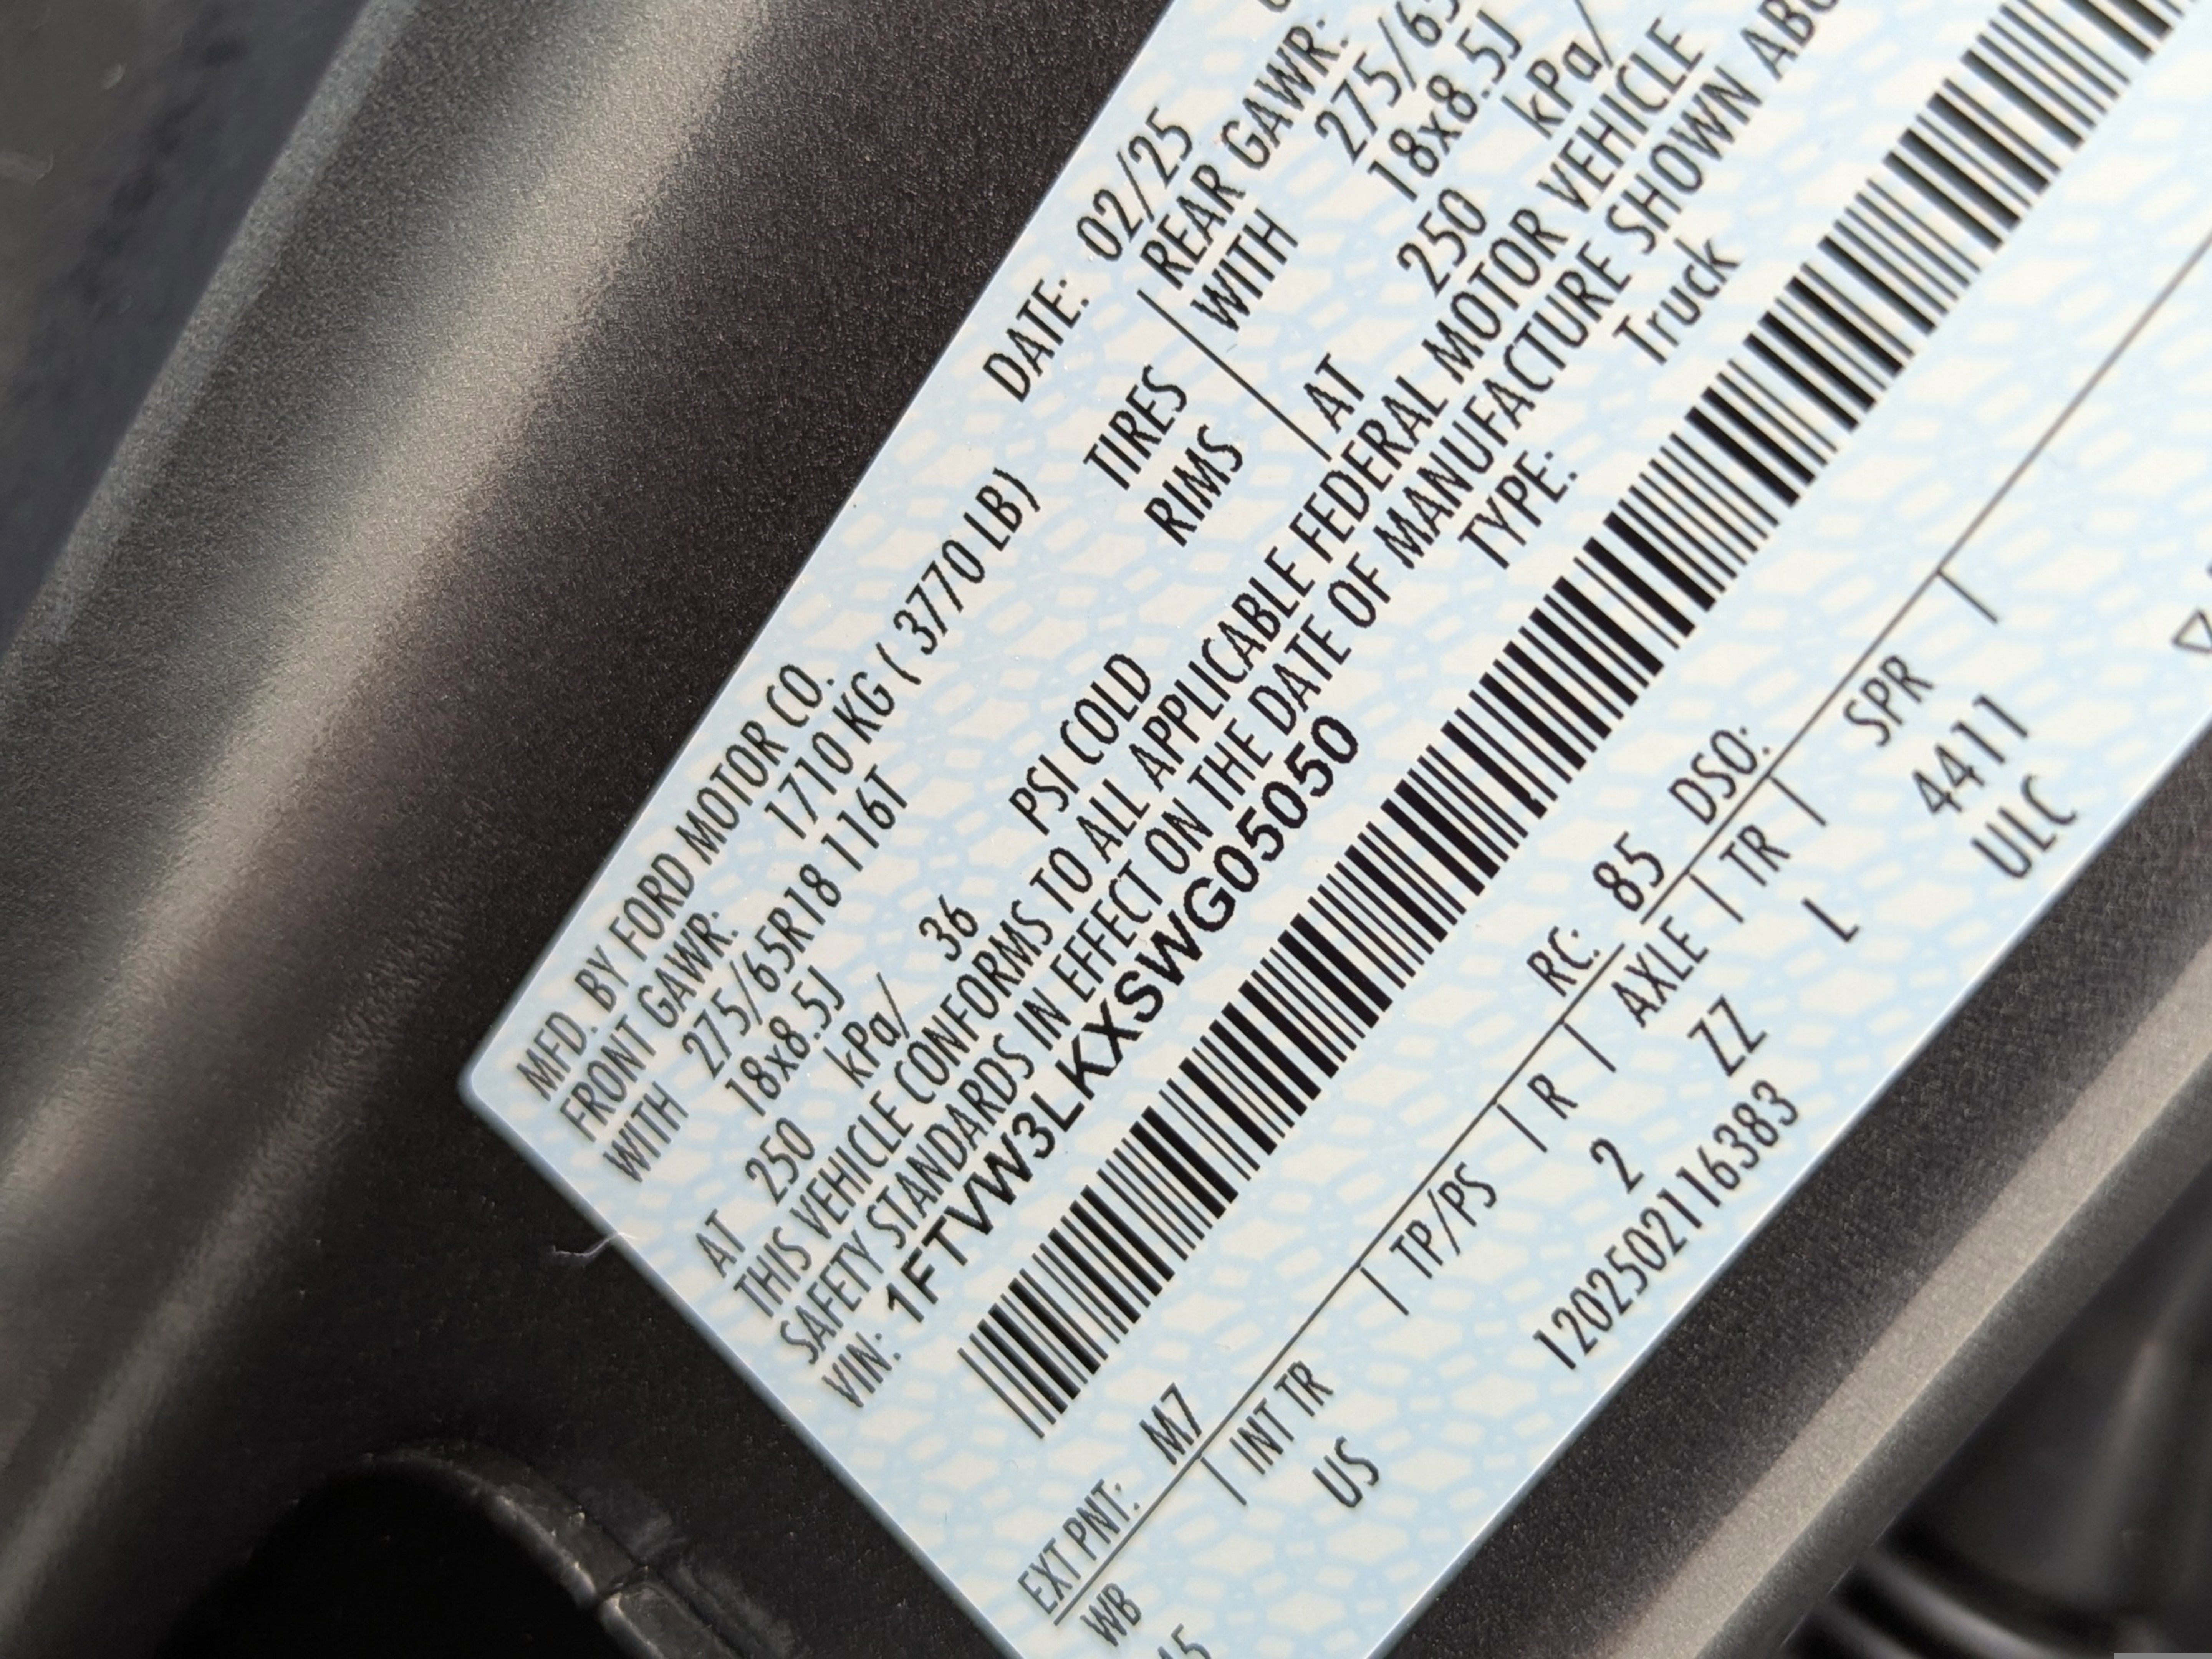 MFD. BY FORD MOTOR CO. DATE: 02/25
FRONT GAWR: 1710 KG ( 3770 LB) REAR GAWR:
WITH 275/65R18 116T TIRES WITH 275/65
18x8.5J RIMS 18x8.5J
AT 250 kPa/ 36 PSI COLD AT 250 kPa/
THIS VEHICLE CONFORMS TO ALL APPLICABLE FEDERAL MOTOR VEHICLE
SAFETY STANDARDS IN EFFECT ON THE DATE OF MANUFACTURE SHOWN
VIN: 1FTVW3LKXSWG05050 TYPE: Truck
EXT PNT: M7 RC: 85 DSO:
WB | INT TR | TP/PS | R | AXLE | TR | SPR |
US 2 ZZ L 4411
1202502116383 ULC